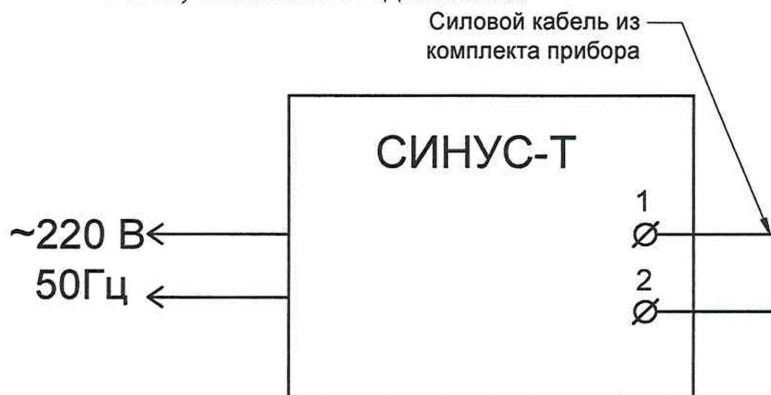 Силовой кабель из
комплекта прибора
СИНУС-Т
1
~220 В
50Гц
2